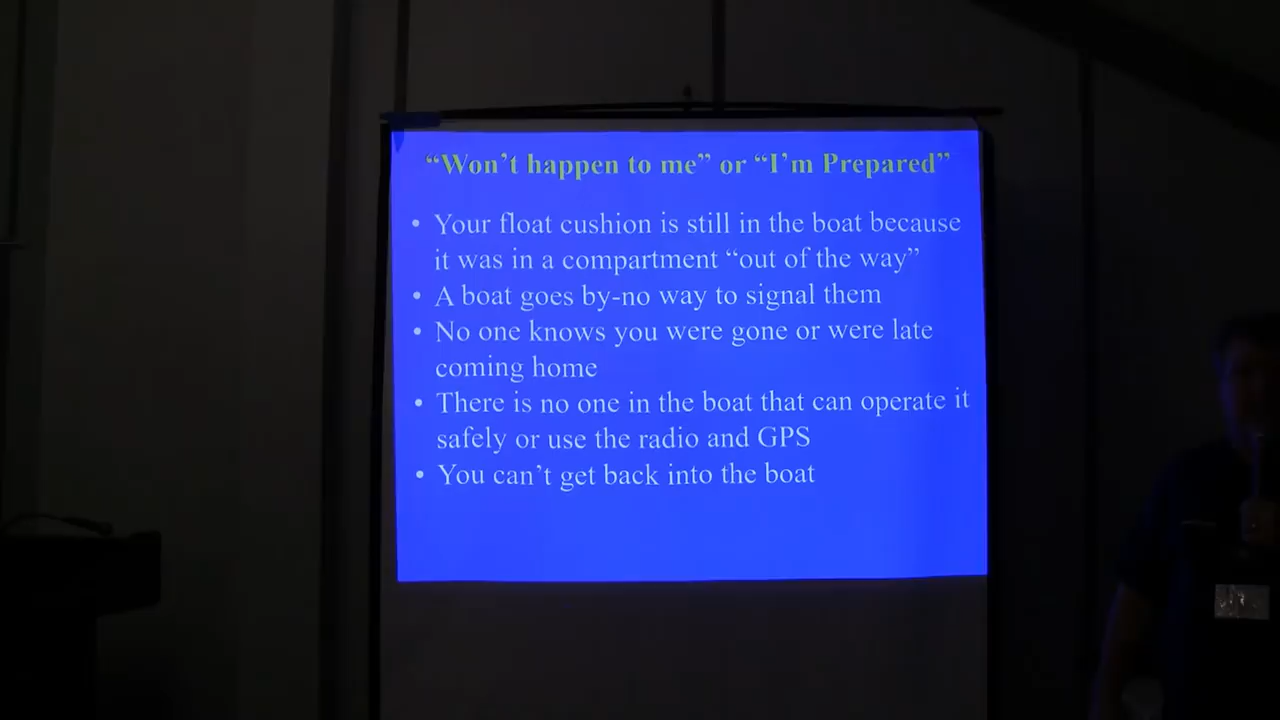 “Won’t happen to me” or “I’m Prepared”
• Your float cushion is still in the boat because
it was in a compartment “out of the way”
• A boat goes by-no way to signal them
• No one knows you were gone or were late
coming home
• There is no one in the boat that can operate it
safely or use the radio and GPS
• You can’t get back into the boat